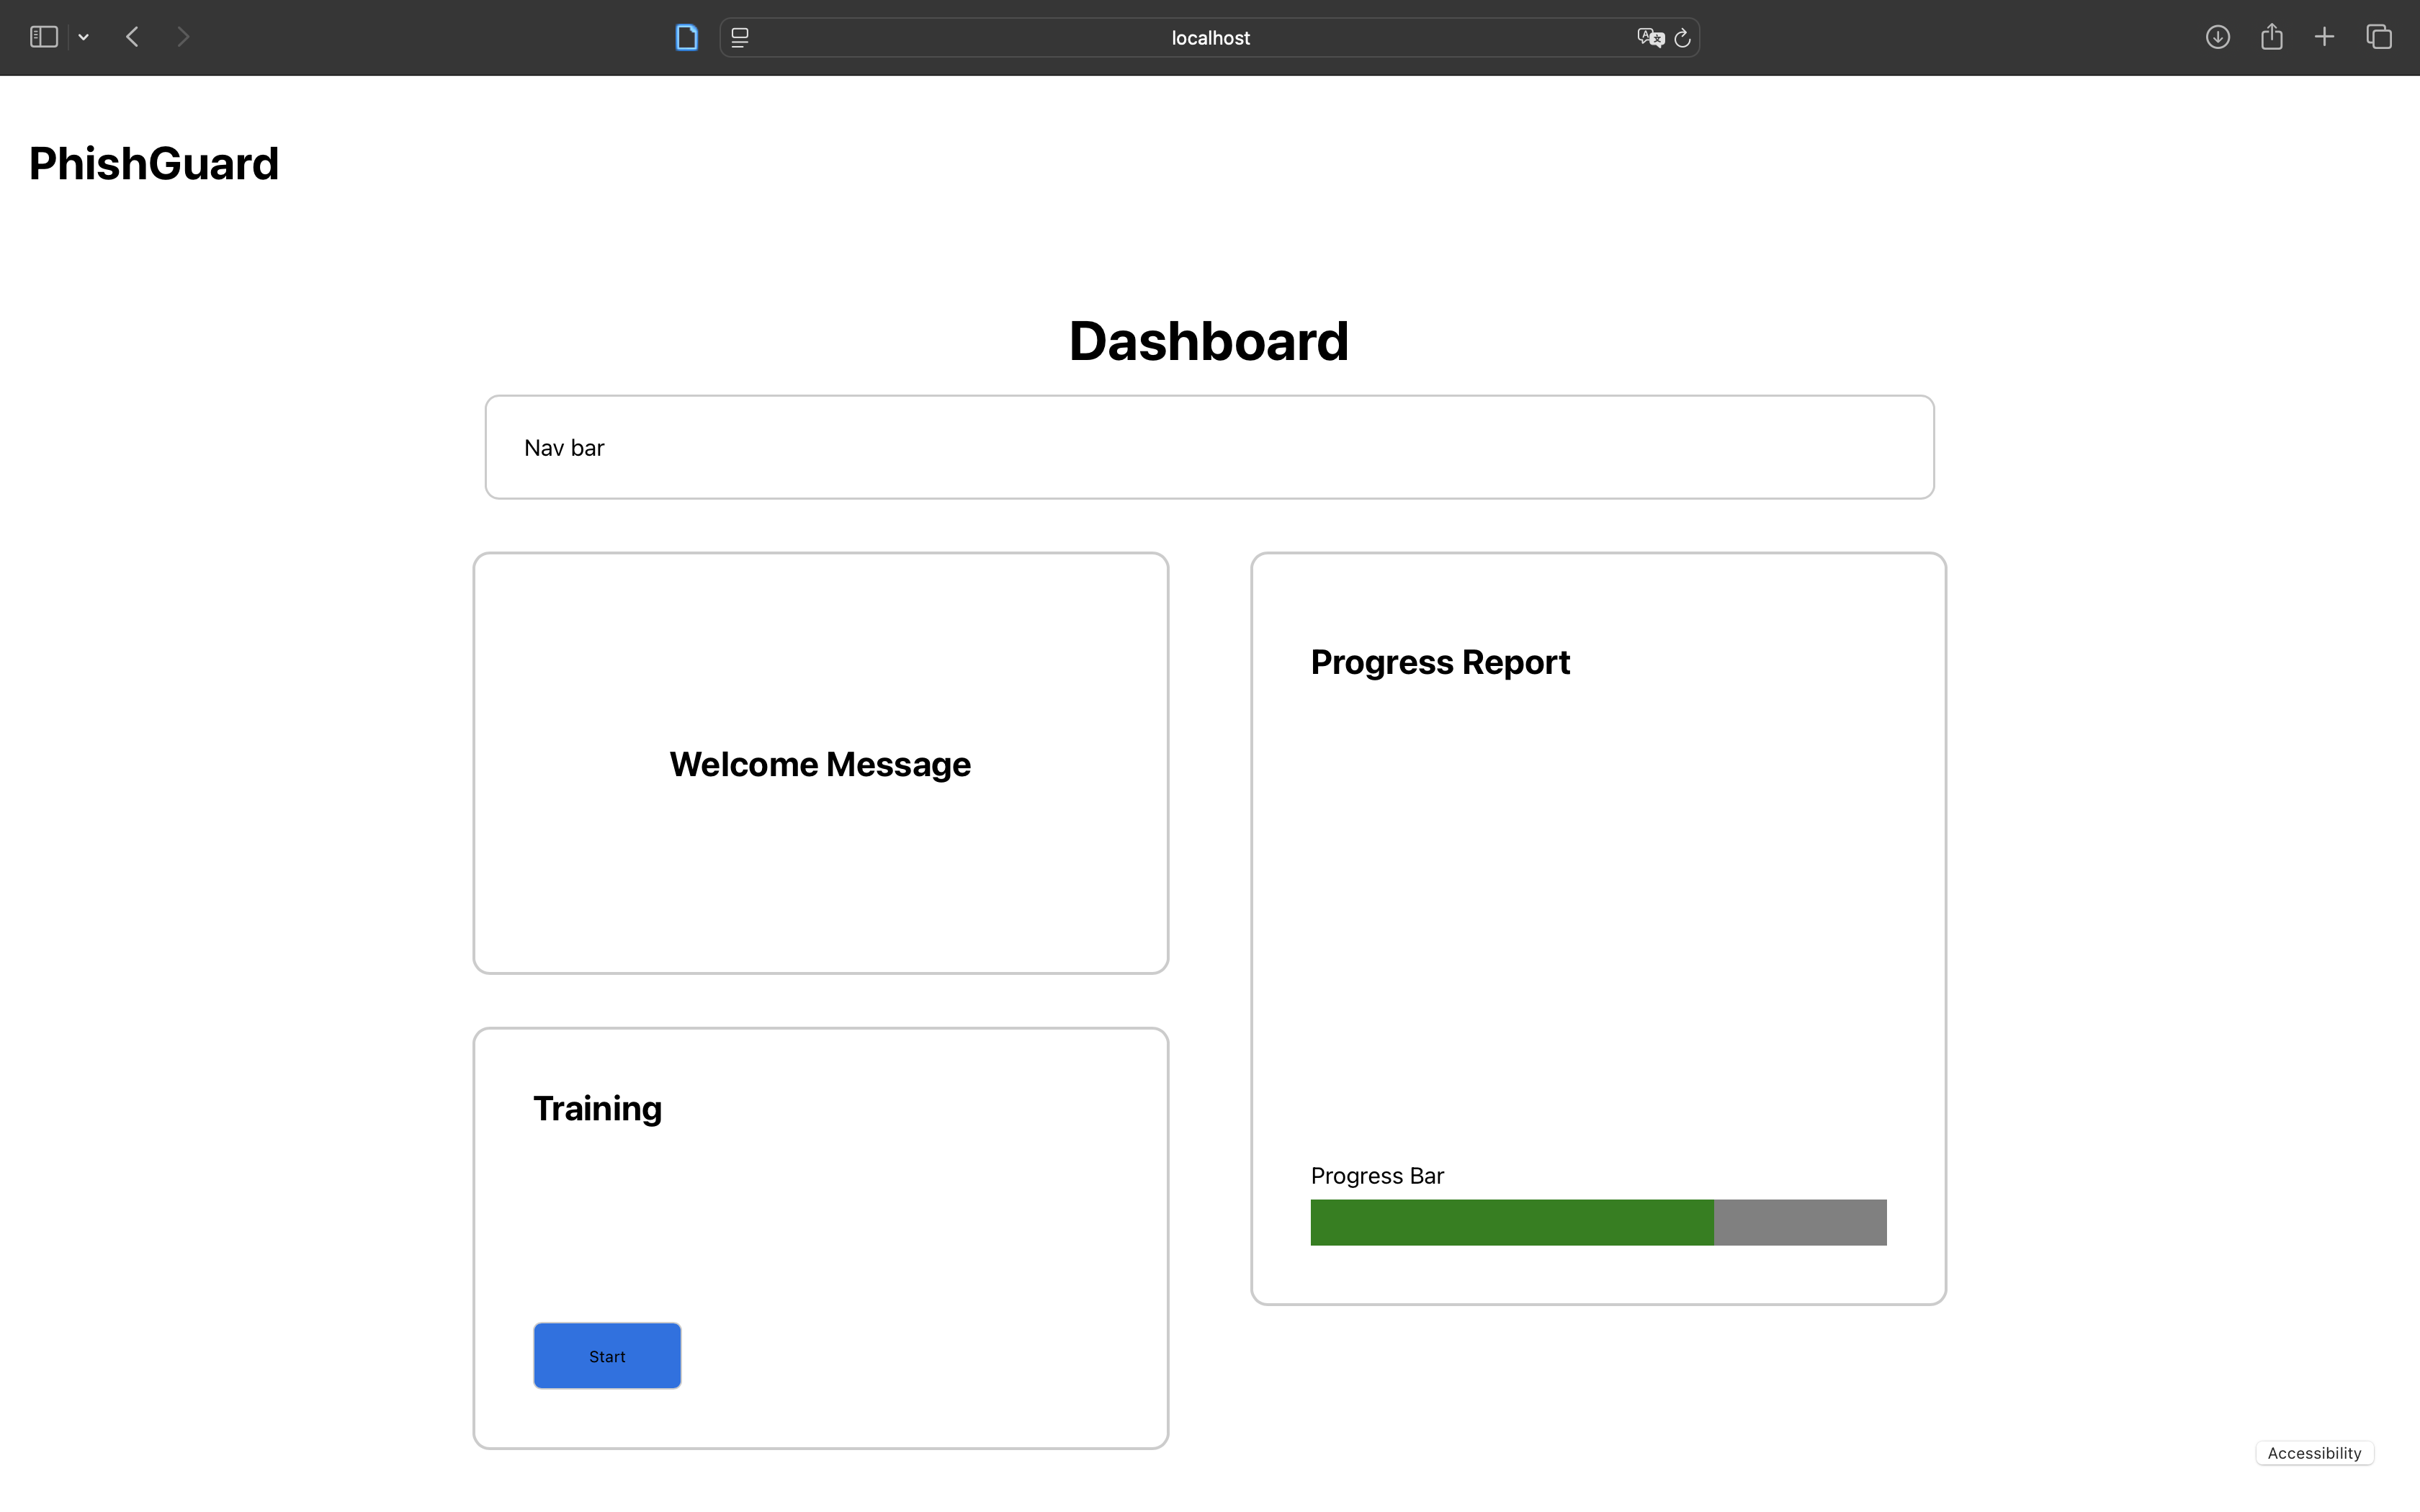 localhost
PhishGuard
Dashboard
Nav bar
Welcome Message
Progress Report
Training
Progress Bar
Start
Accessibility